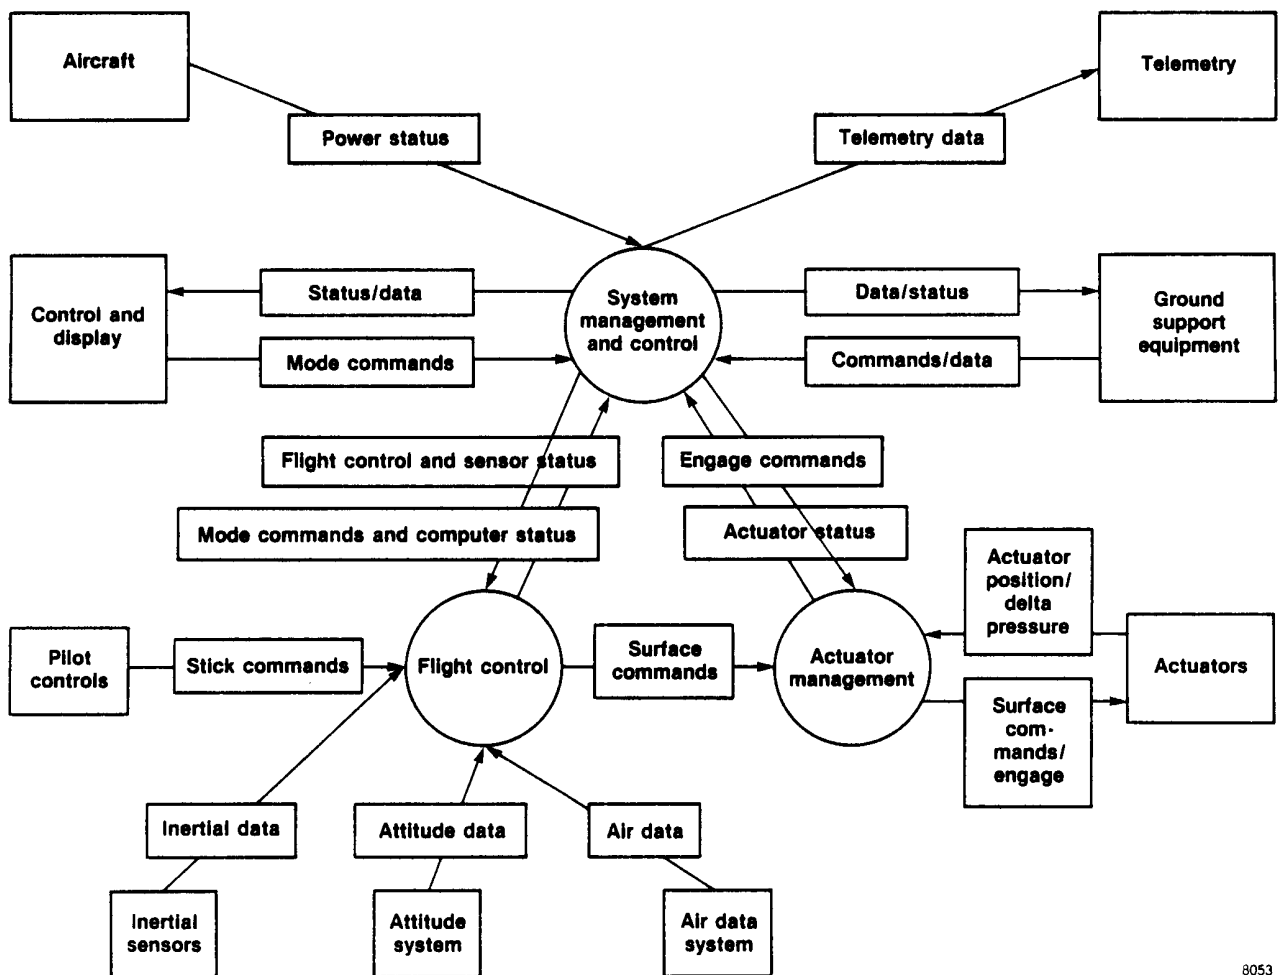 Aircraft
Telemetry
Power status
Telemetry data
Control and
display
Status/data
Mode commands
System
management
and control
Data/status
Commands/data
Ground
support
equipment
Flight control and sensor status
Engage commands
Mode commands and computer status
Actuator status
Actuator
position/
delta
pressure
Pilot
controls
Stick commands
Flight control
Surface
commands
Actuator
management
Actuators
Surface
com-
mands/
engage
Inertial data
Attitude data
Air data
Inertial
sensors
Attitude
system
Air data
system
8053